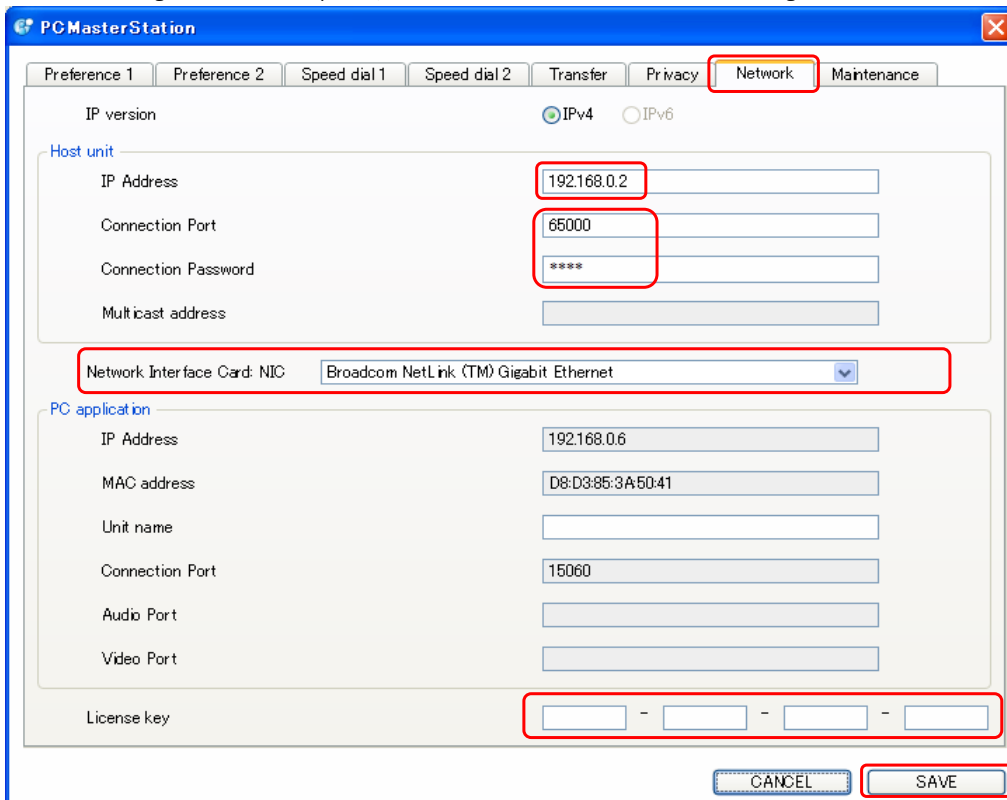 PCMasterStation
Preference 1 Preference 2 Speed dial 1 Speed dial 2 Transfer Privacy Network Maintenance
IP version IPv4 IPv6
Host unit
IP Address 192.168.0.2
Connection Port 65000
Connection Password ****
Multicast address
Network Interface Card: NIC Broadcom NetLink (TM) Gigabit Ethernet
PC application
IP Address 192.168.0.6
MAC address D8:D3:85:3A:50:41
Unit name
Connection Port 15060
Audio Port
Video Port
License key - - -
CANCEL SAVE